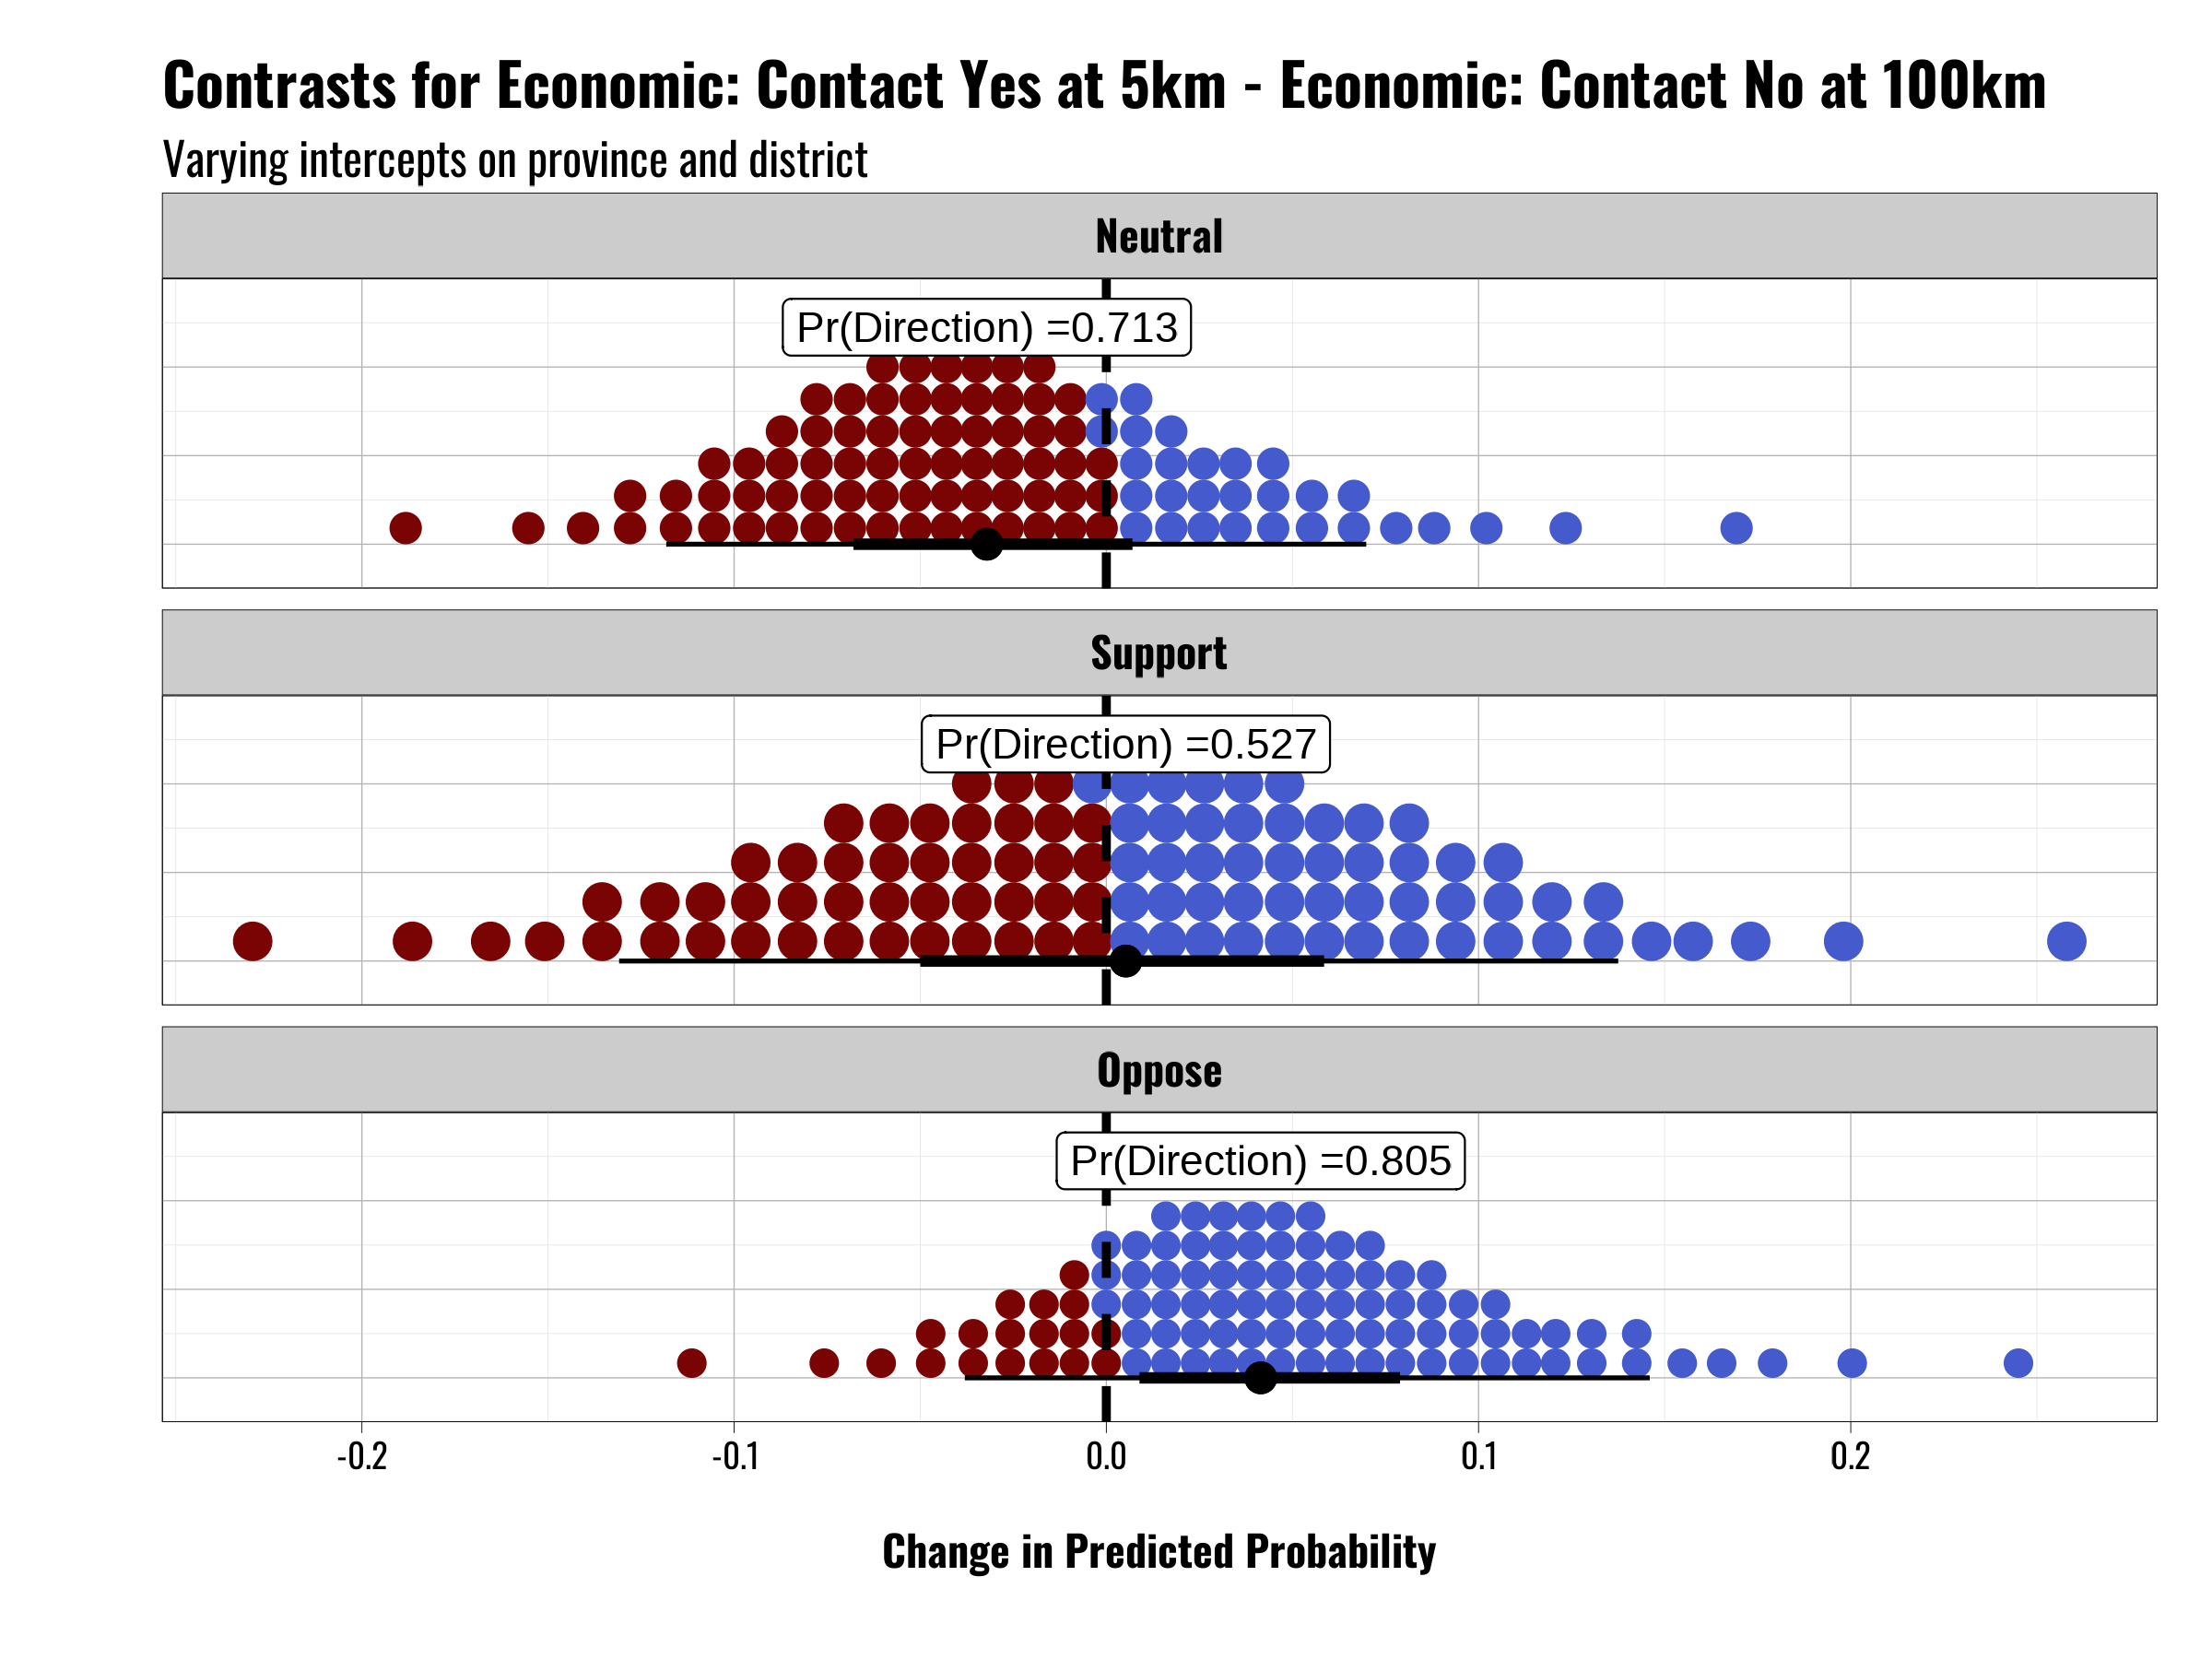 Contrasts for Economic: Contact Yes at 5km - Economic: Contact No at 100km
Varying intercepts on province and district
Neutral
Pr(Direction) =0.713
Support
Pr(Direction) =0.527
Oppose
Pr(Direction) =0.805
-0.2 -0.1 0.0 0.1 0.2
Change in Predicted Probability